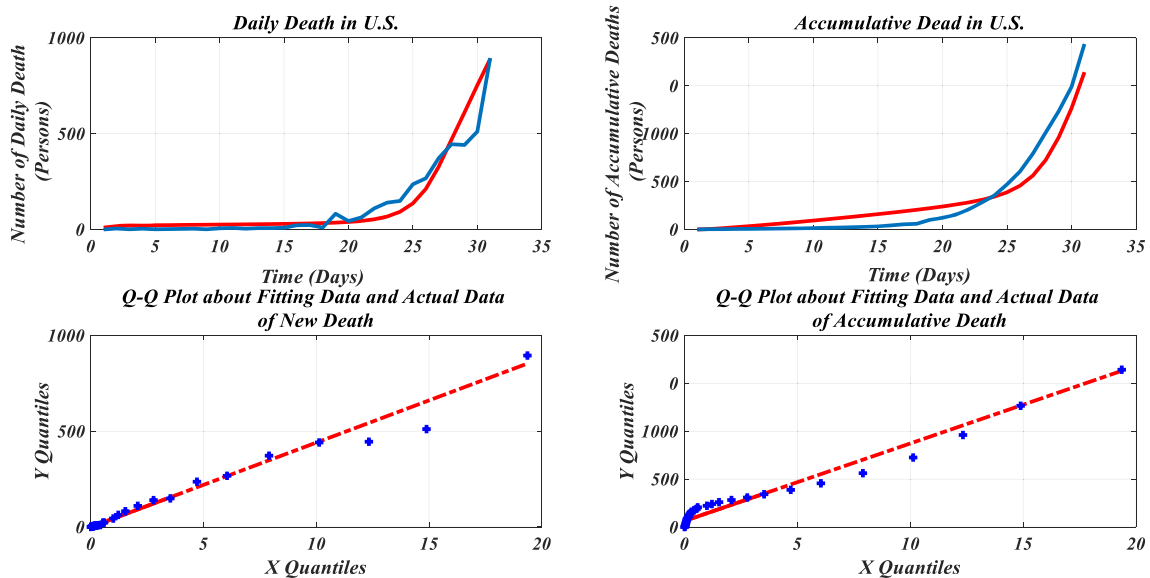 Daily Death in U.S.
Number of Daily Death
(Persons)
1000
500
0
0 5 10 15 20 25 30 35
Time (Days)
Accumulative Dead in U.S.
Number of Accumulative Deaths
(Persons)
500
0
1000
500
0
0 5 10 15 20 25 30 35
Time (Days)
Q-Q Plot about Fitting Data and Actual Data
of New Death
Y Quantiles
1000
500
0
0 5 10 15 20
X Quantiles
Q-Q Plot about Fitting Data and Actual Data
of Accumulative Death
Y Quantiles
500
0
1000
500
0
0 5 10 15 20
X Quantiles